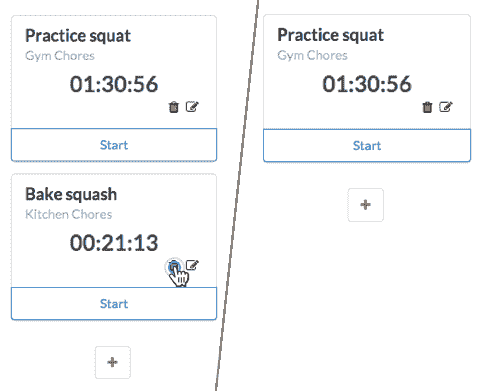 Practice squat
Gym Chores
01:30:56
Start
Bake squash
Kitchen Chores
00:21:13
Start
+
Practice squat
Gym Chores
01:30:56
Start
+